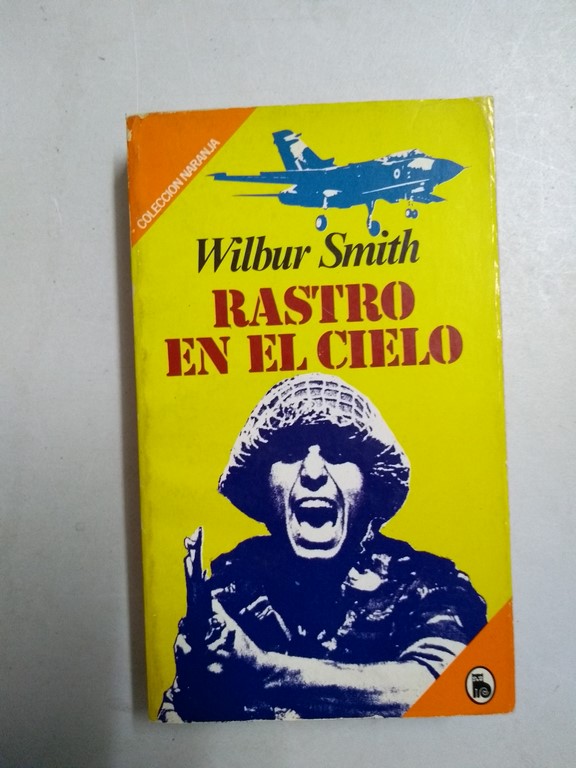 COLECCION NARANJA
Wilbur Smith
RASTRO
EN EL CIELO